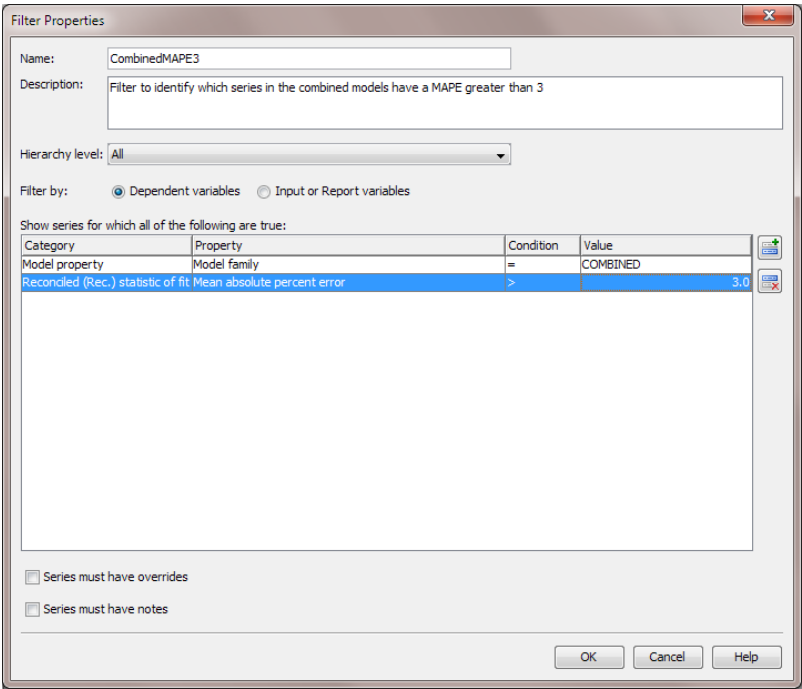 Filter Properties
Name: CombinedMAPE3
Description: Filter to identify which series in the combined models have a MAPE greater than 3
Hierarchy level: All
Filter by: Dependent variables Input or Report variables
Show series for which all of the following are true:
Category Property Condition Value
Model property Model family = COMBINED
Reconciled (Rec.) statistic of fit Mean absolute percent error > 3.0
Series must have overrides
Series must have notes
OK Cancel Help